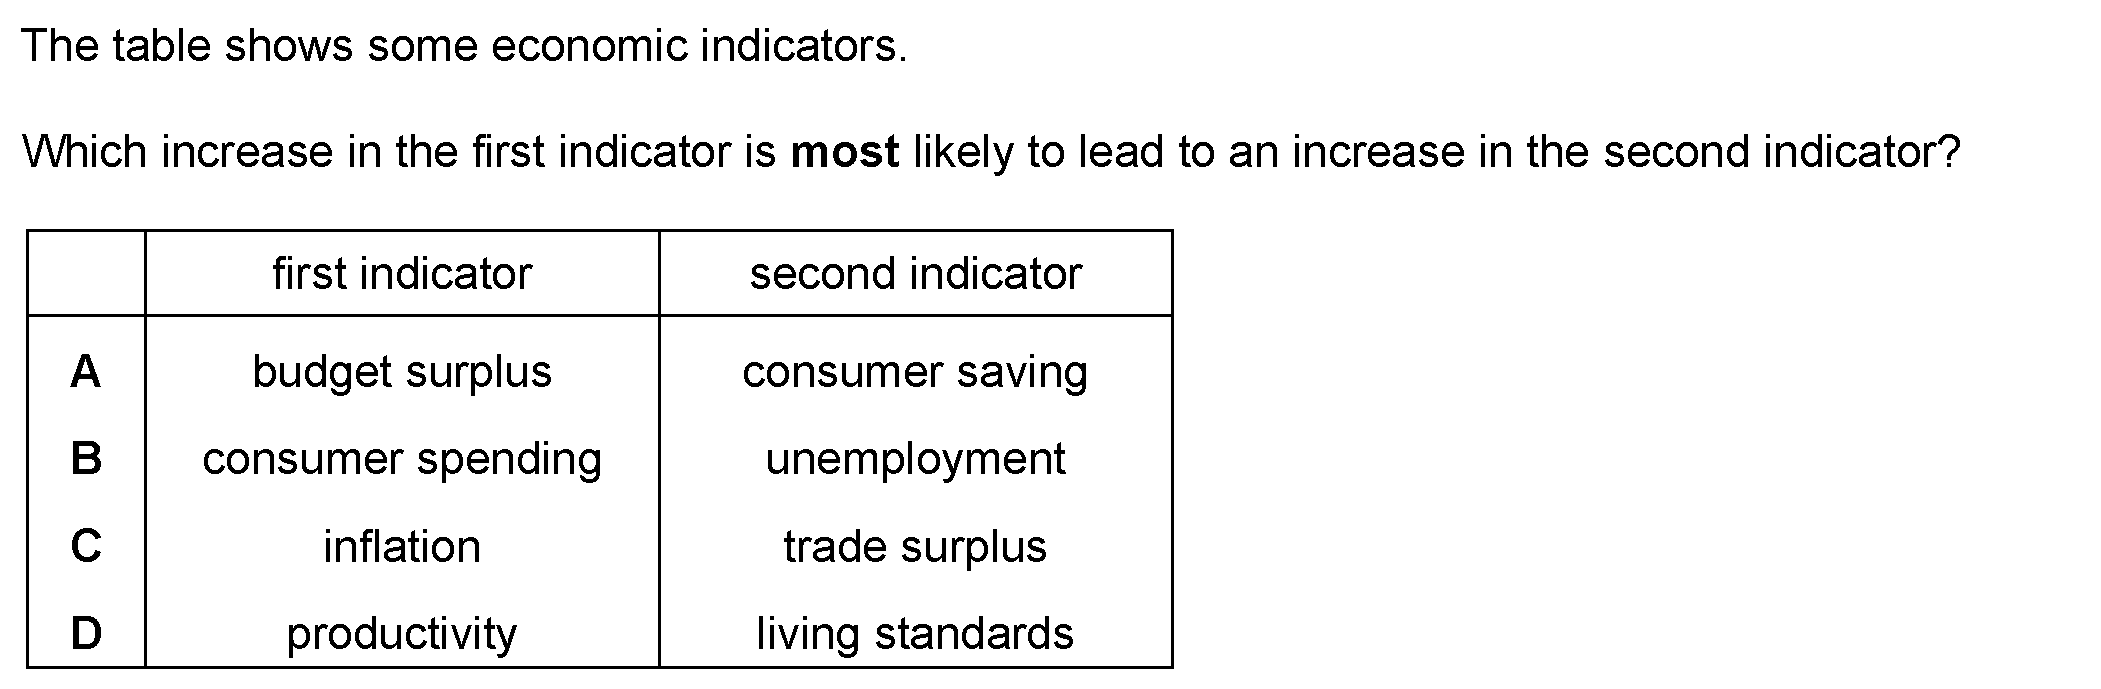 The table shows some economic indicators.
Which increase in the first indicator is most likely to lead to an increase in the second indicator?
first indicator second indicator
A budget surplus consumer saving
B consumer spending unemployment
C inflation trade surplus
D productivity living standards